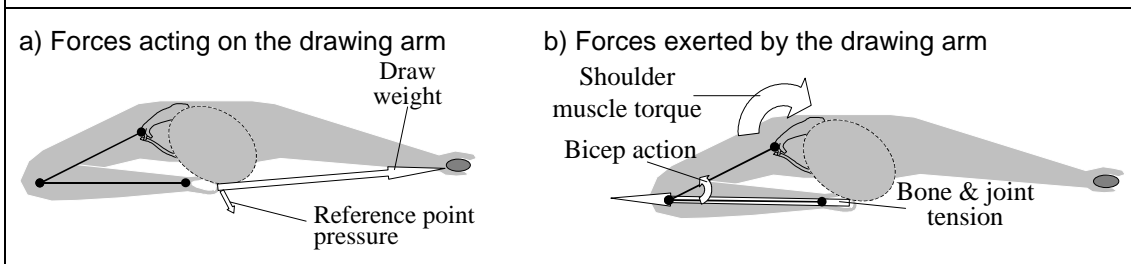 a) Forces acting on the drawing arm
Draw
weight
Reference point
pressure
b) Forces exerted by the drawing arm
Shoulder
muscle torque
Bicep action
Bone & joint
tension